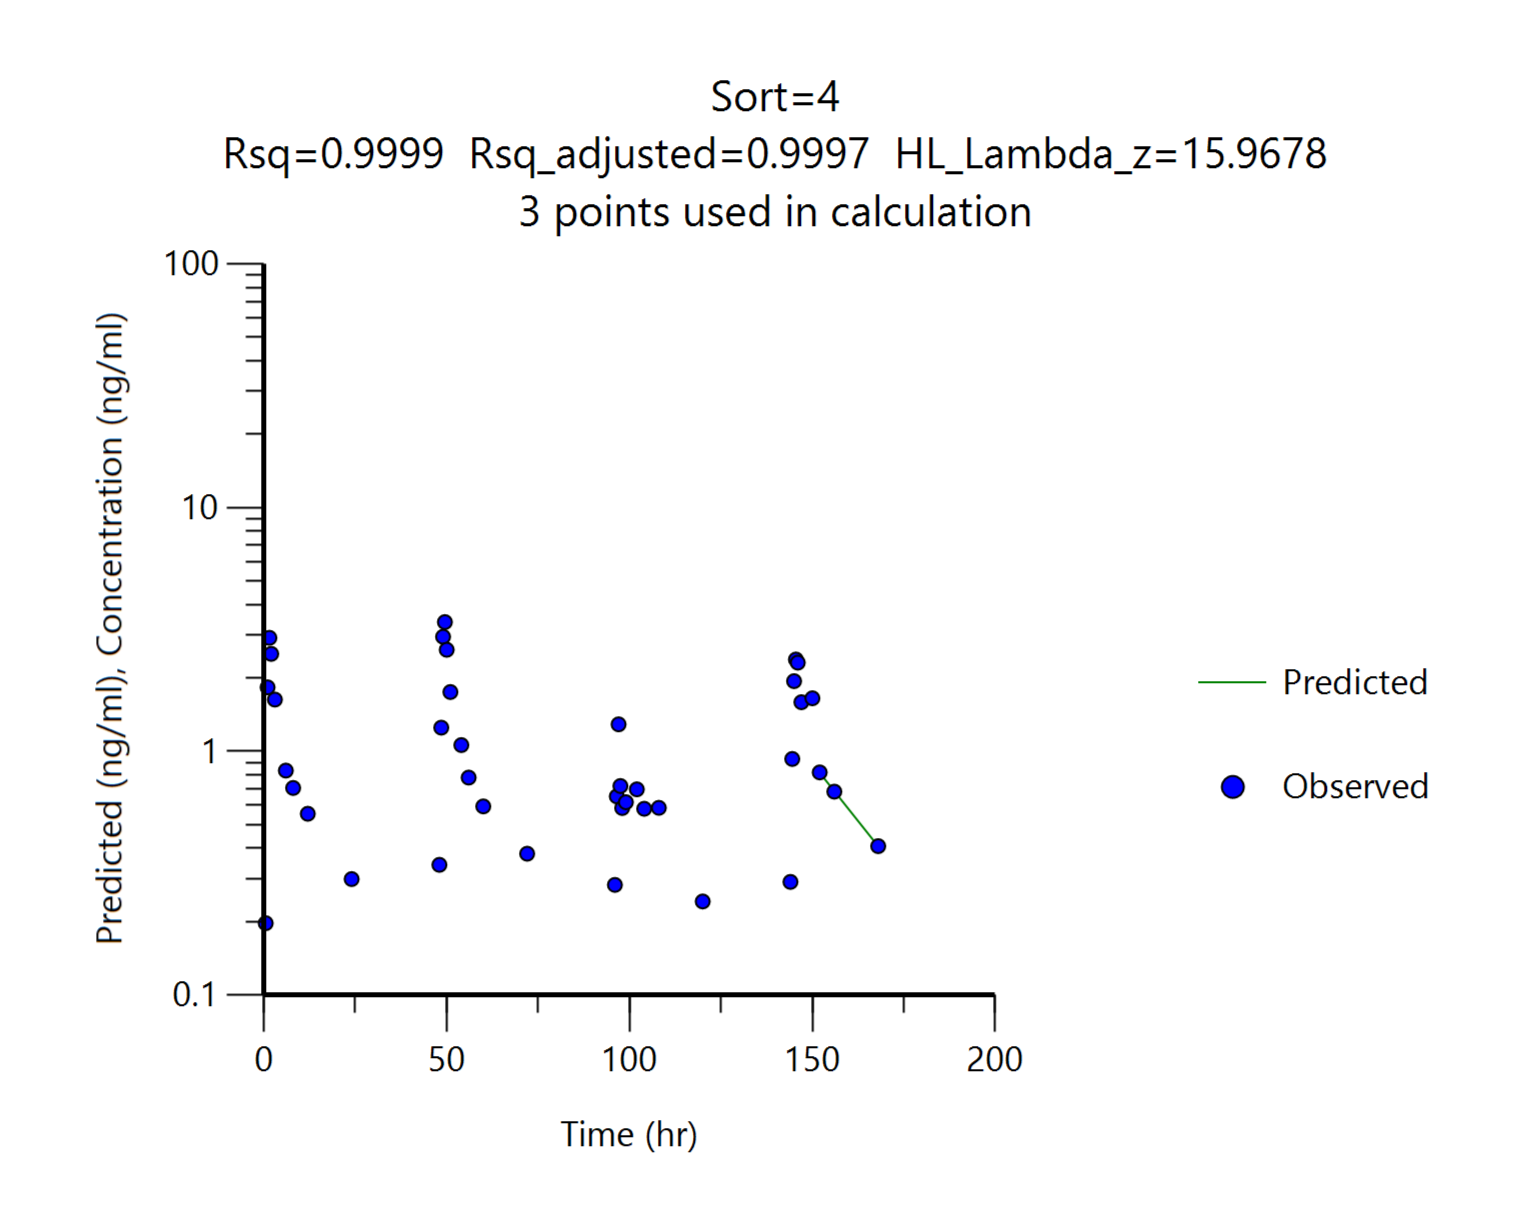 Sort=4
Rsq=0.9999 Rsq_adjusted=0.9997 HL_Lambda_z=15.9678
3 points used in calculation
Predicted (ng/ml), Concentration (ng/ml)
100
10
1
0.1
0 50 100 150 200
Time (hr)
Predicted
Observed